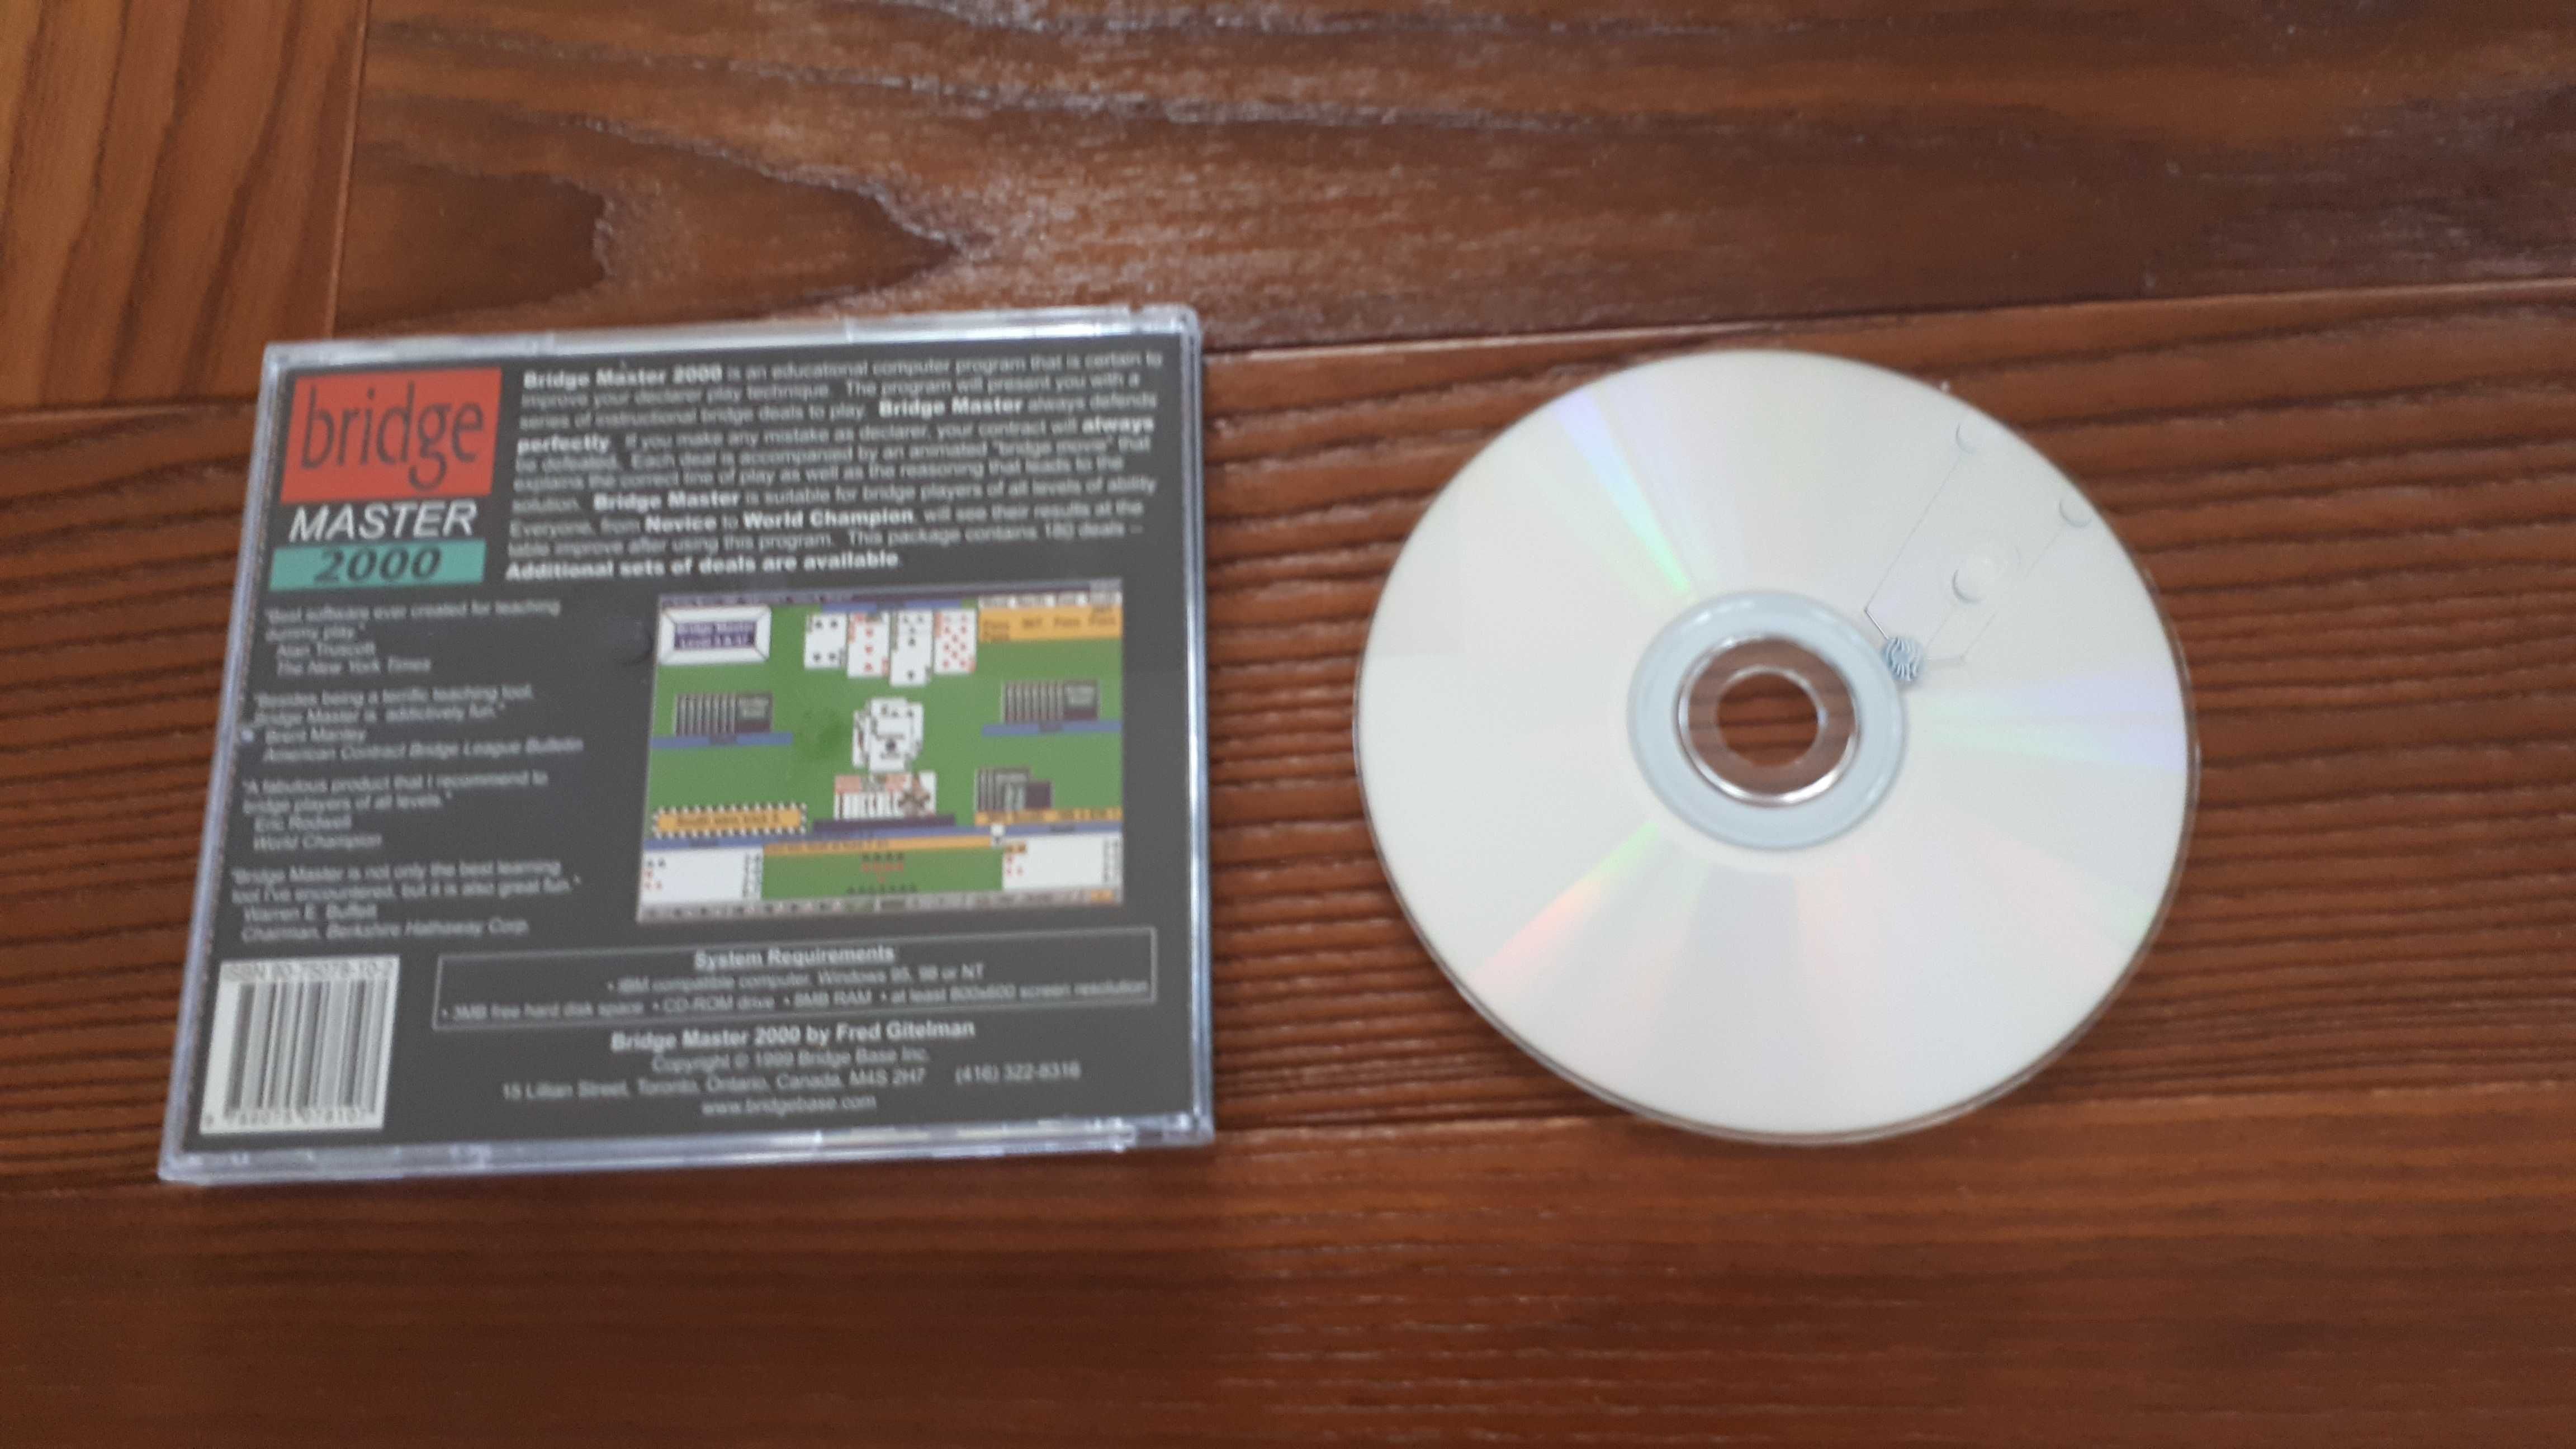 bridge
MASTER
2000
Bridge Master 2000 is an educational computer program that is certain to
improve your declarer play technique. The program will present you with a
series of instructional bridge deals to play. Bridge Master always defends
perfectly. If you make any mistake as declarer, your contract will always
be defeated. Each deal is accompanied by an animated "bridge movie" that
explains the correct line of play as well as the reasoning that leads to the
solution. Bridge Master is suitable for bridge players of all levels of ability
Everyone, from Novice to World Champion, will see their results at the
table improve after using this program. This package contains 180 deals --
Additional sets of deals are available.
"Best software ever created for teaching
dummy play."
Alan Truscott
The New York Times
"Besides being a terrific teaching tool,
Bridge Master is addictively fun."
Brent Manley
American Contract Bridge League Bulletin
"A fabulous product that I recommend to
bridge players of all levels."
Eric Rodwell
World Champion
"Bridge Master is not only the best learning
tool I've encountered, but it is also great fun."
Warren E. Buffett
Chairman, Berkshire Hathaway Corp.
Bridge Master
System Requirements
• IBM compatible computer, Windows 95, 98 or NT
• 3MB free hard disk space • CD-ROM drive • 8MB RAM • at least 800x600 screen resolution
Bridge Master 2000 by Fred Gitelman
Copyright © 1999 Bridge Base Inc.
15 Lillian Street, Toronto, Ontario, Canada, M4S 2H7 (416) 322-8316
www.bridgebase.com
ISBN